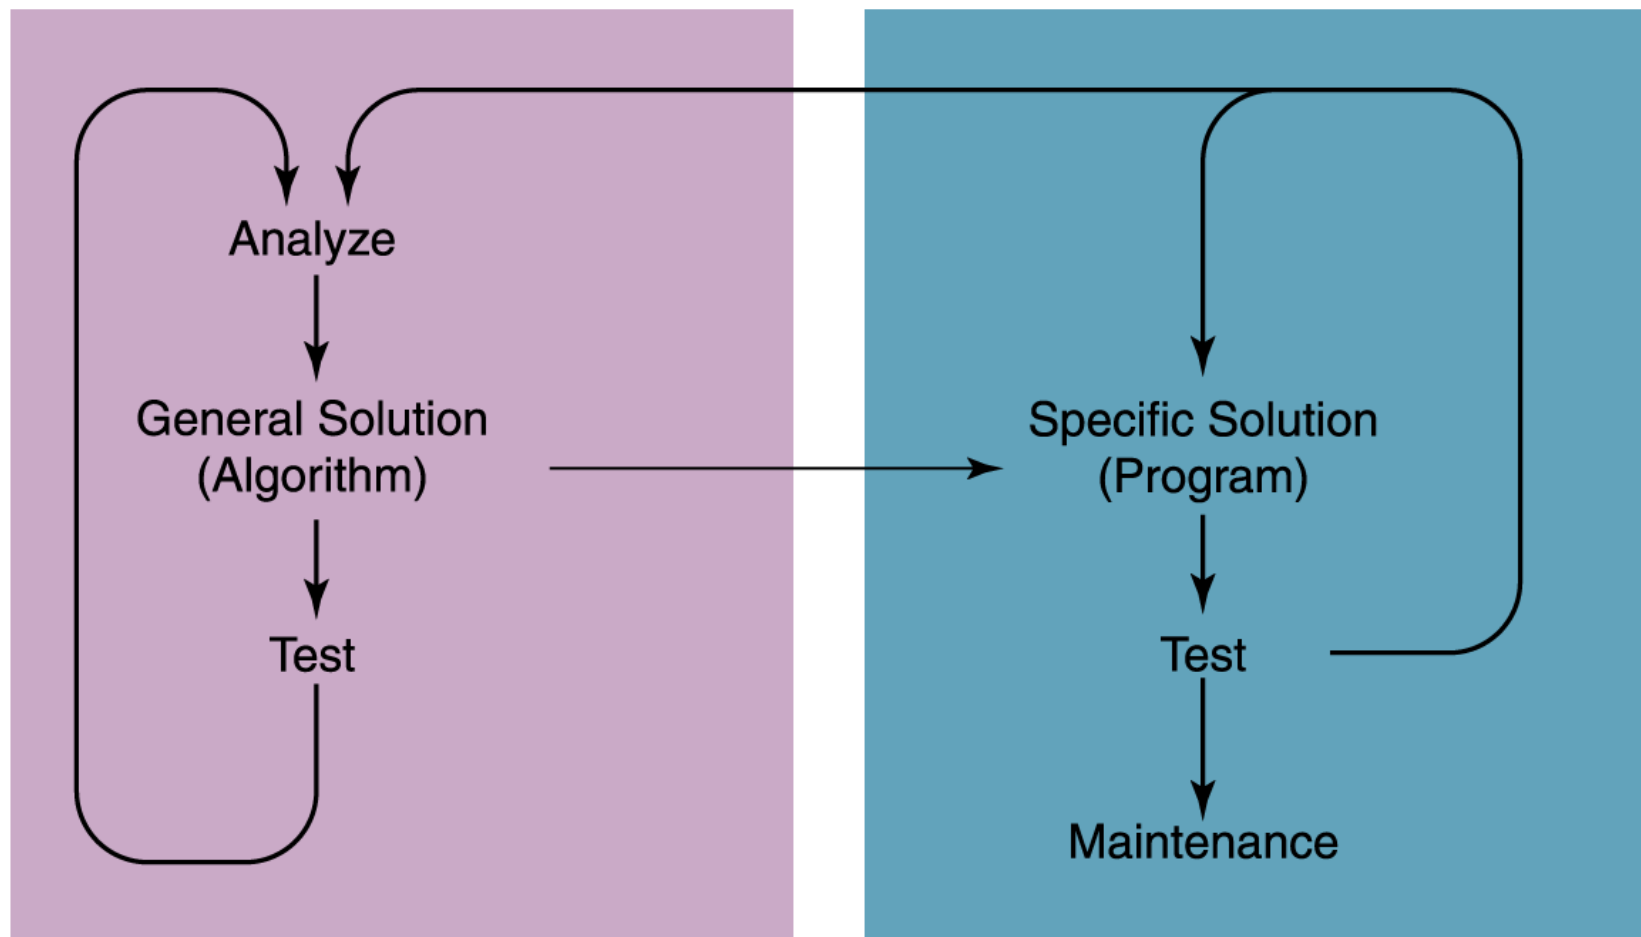 Analyze
General Solution
(Algorithm)
Test
Specific Solution
(Program)
Test
Maintenance